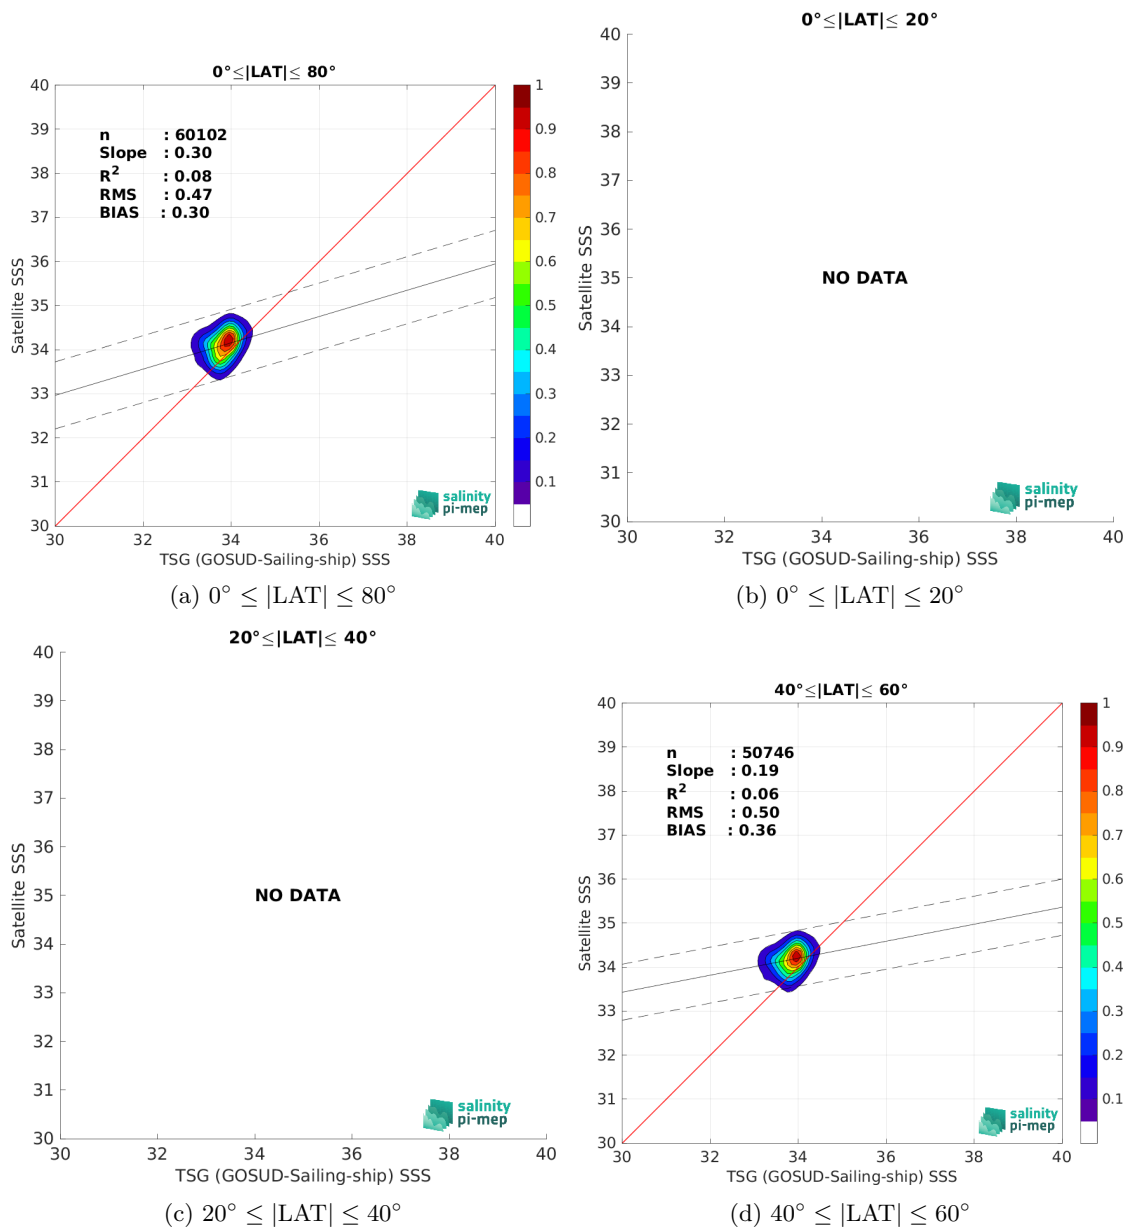 0°≤|LAT|≤ 80°
40
39
38
37
36
35
34
33
32
31
30
Satellite SSS
n : 60102
Slope : 0.30
R² : 0.08
RMS : 0.47
BIAS : 0.30
1
0.9
0.8
0.7
0.6
0.5
0.4
0.3
0.2
0.1
salinity
pi-mep
30 32 34 36 38 40
TSG (GOSUD-Sailing-ship) SSS
(a) 0° ≤ |LAT| ≤ 80°
0°≤|LAT|≤ 20°
40
39
38
37
36
35
34
33
32
31
30
Satellite SSS
NO DATA
salinity
pi-mep
30 32 34 36 38 40
TSG (GOSUD-Sailing-ship) SSS
(b) 0° ≤ |LAT| ≤ 20°
20°≤|LAT|≤ 40°
40
39
38
37
36
35
34
33
32
31
30
Satellite SSS
NO DATA
salinity
pi-mep
30 32 34 36 38 40
TSG (GOSUD-Sailing-ship) SSS
(c) 20° ≤ |LAT| ≤ 40°
40°≤|LAT|≤ 60°
40
39
38
37
36
35
34
33
32
31
30
Satellite SSS
n : 50746
Slope : 0.19
R² : 0.06
RMS : 0.50
BIAS : 0.36
1
0.9
0.8
0.7
0.6
0.5
0.4
0.3
0.2
0.1
salinity
pi-mep
30 32 34 36 38 40
TSG (GOSUD-Sailing-ship) SSS
(d) 40° ≤ |LAT| ≤ 60°